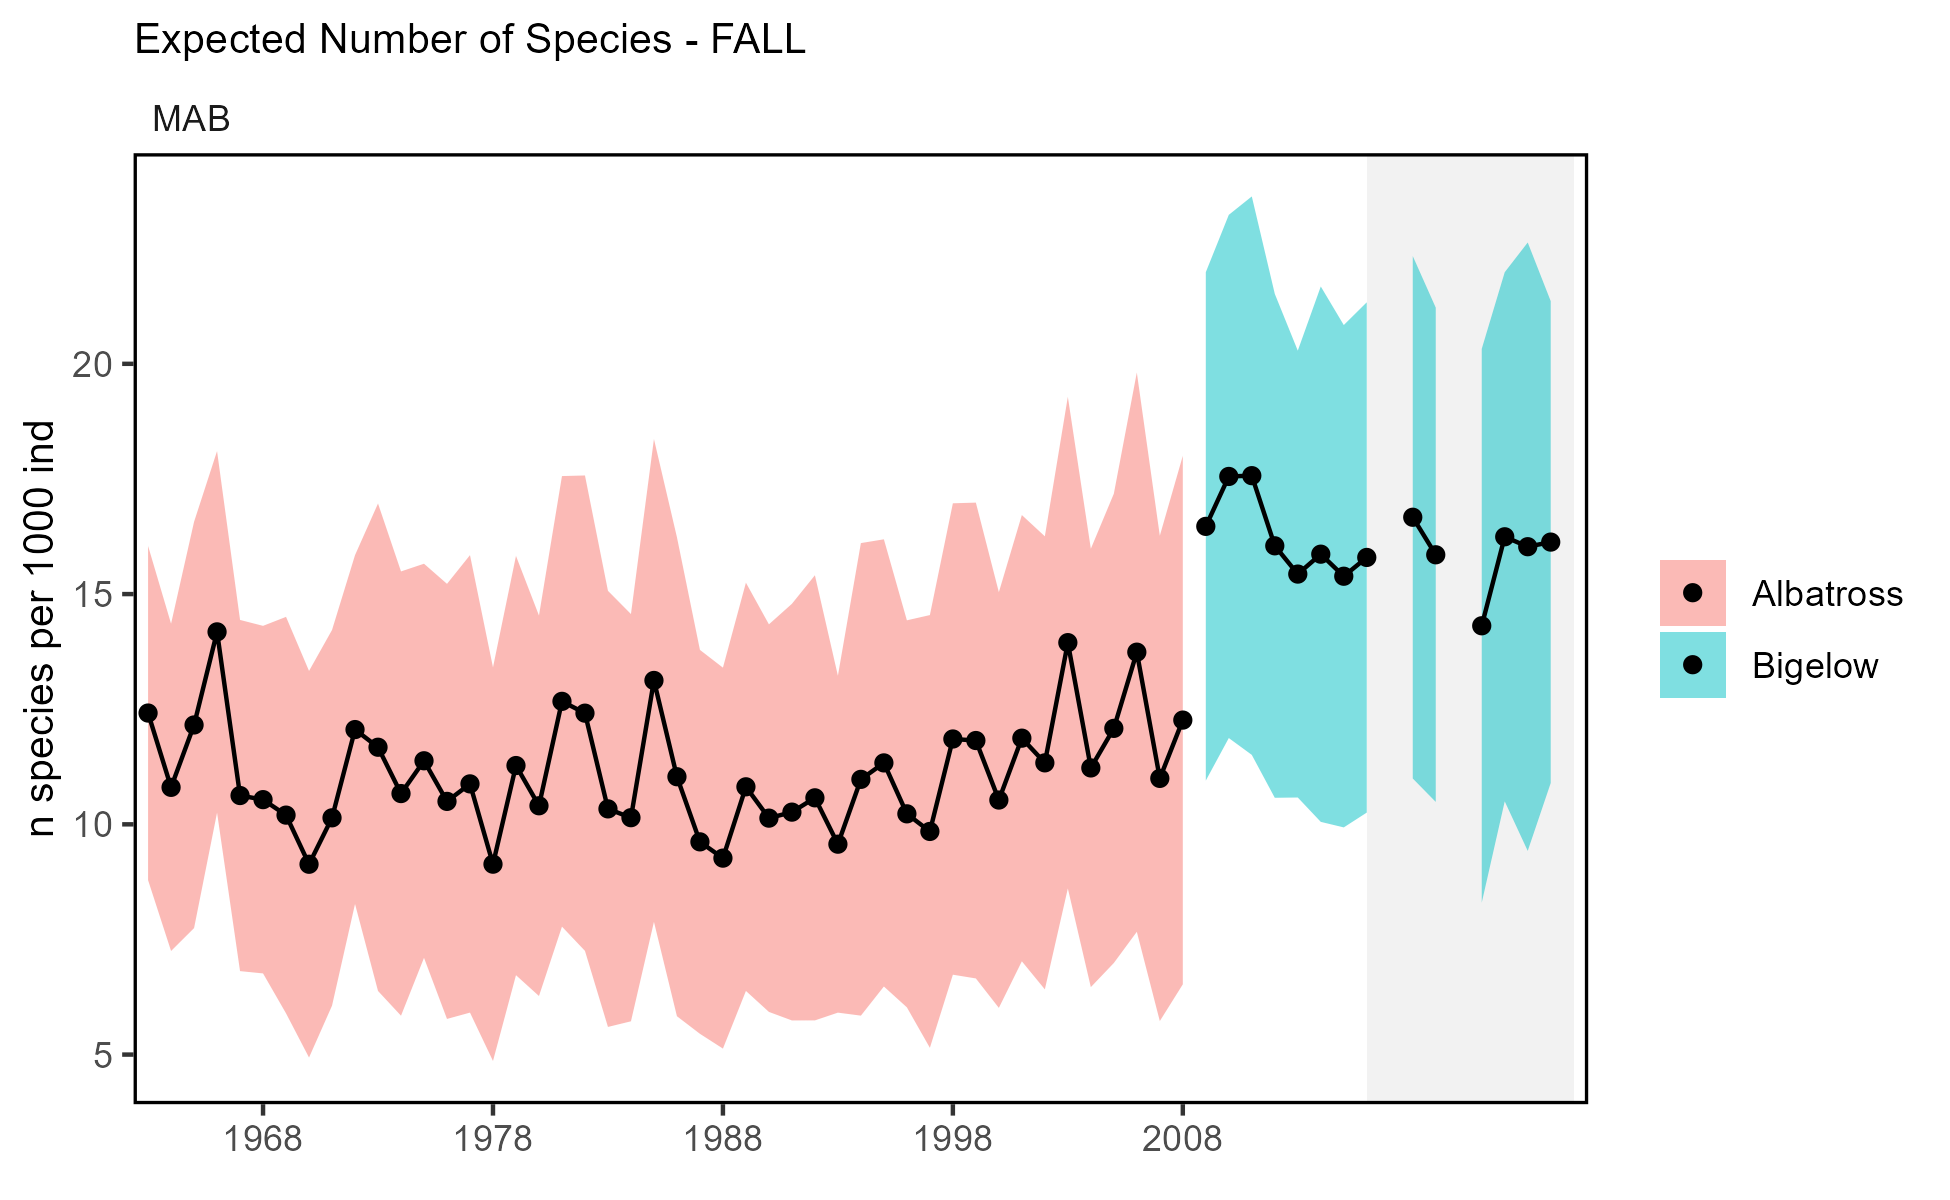 Expected Number of Species - FALL
MAB
n species per 1000 ind
20
15
10
5
1968 1978 1988 1998 2008
Albatross
Bigelow